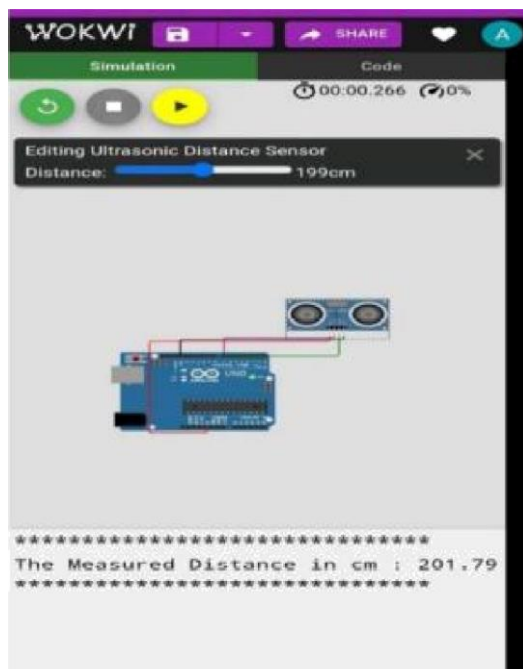 WOKWI SHARE A
Simulation Code
00:00.266 0%
Editing Ultrasonic Distance Sensor
Distance: 199cm
UNO
*******************************
The Measured Distance in cm : 201.79
*******************************